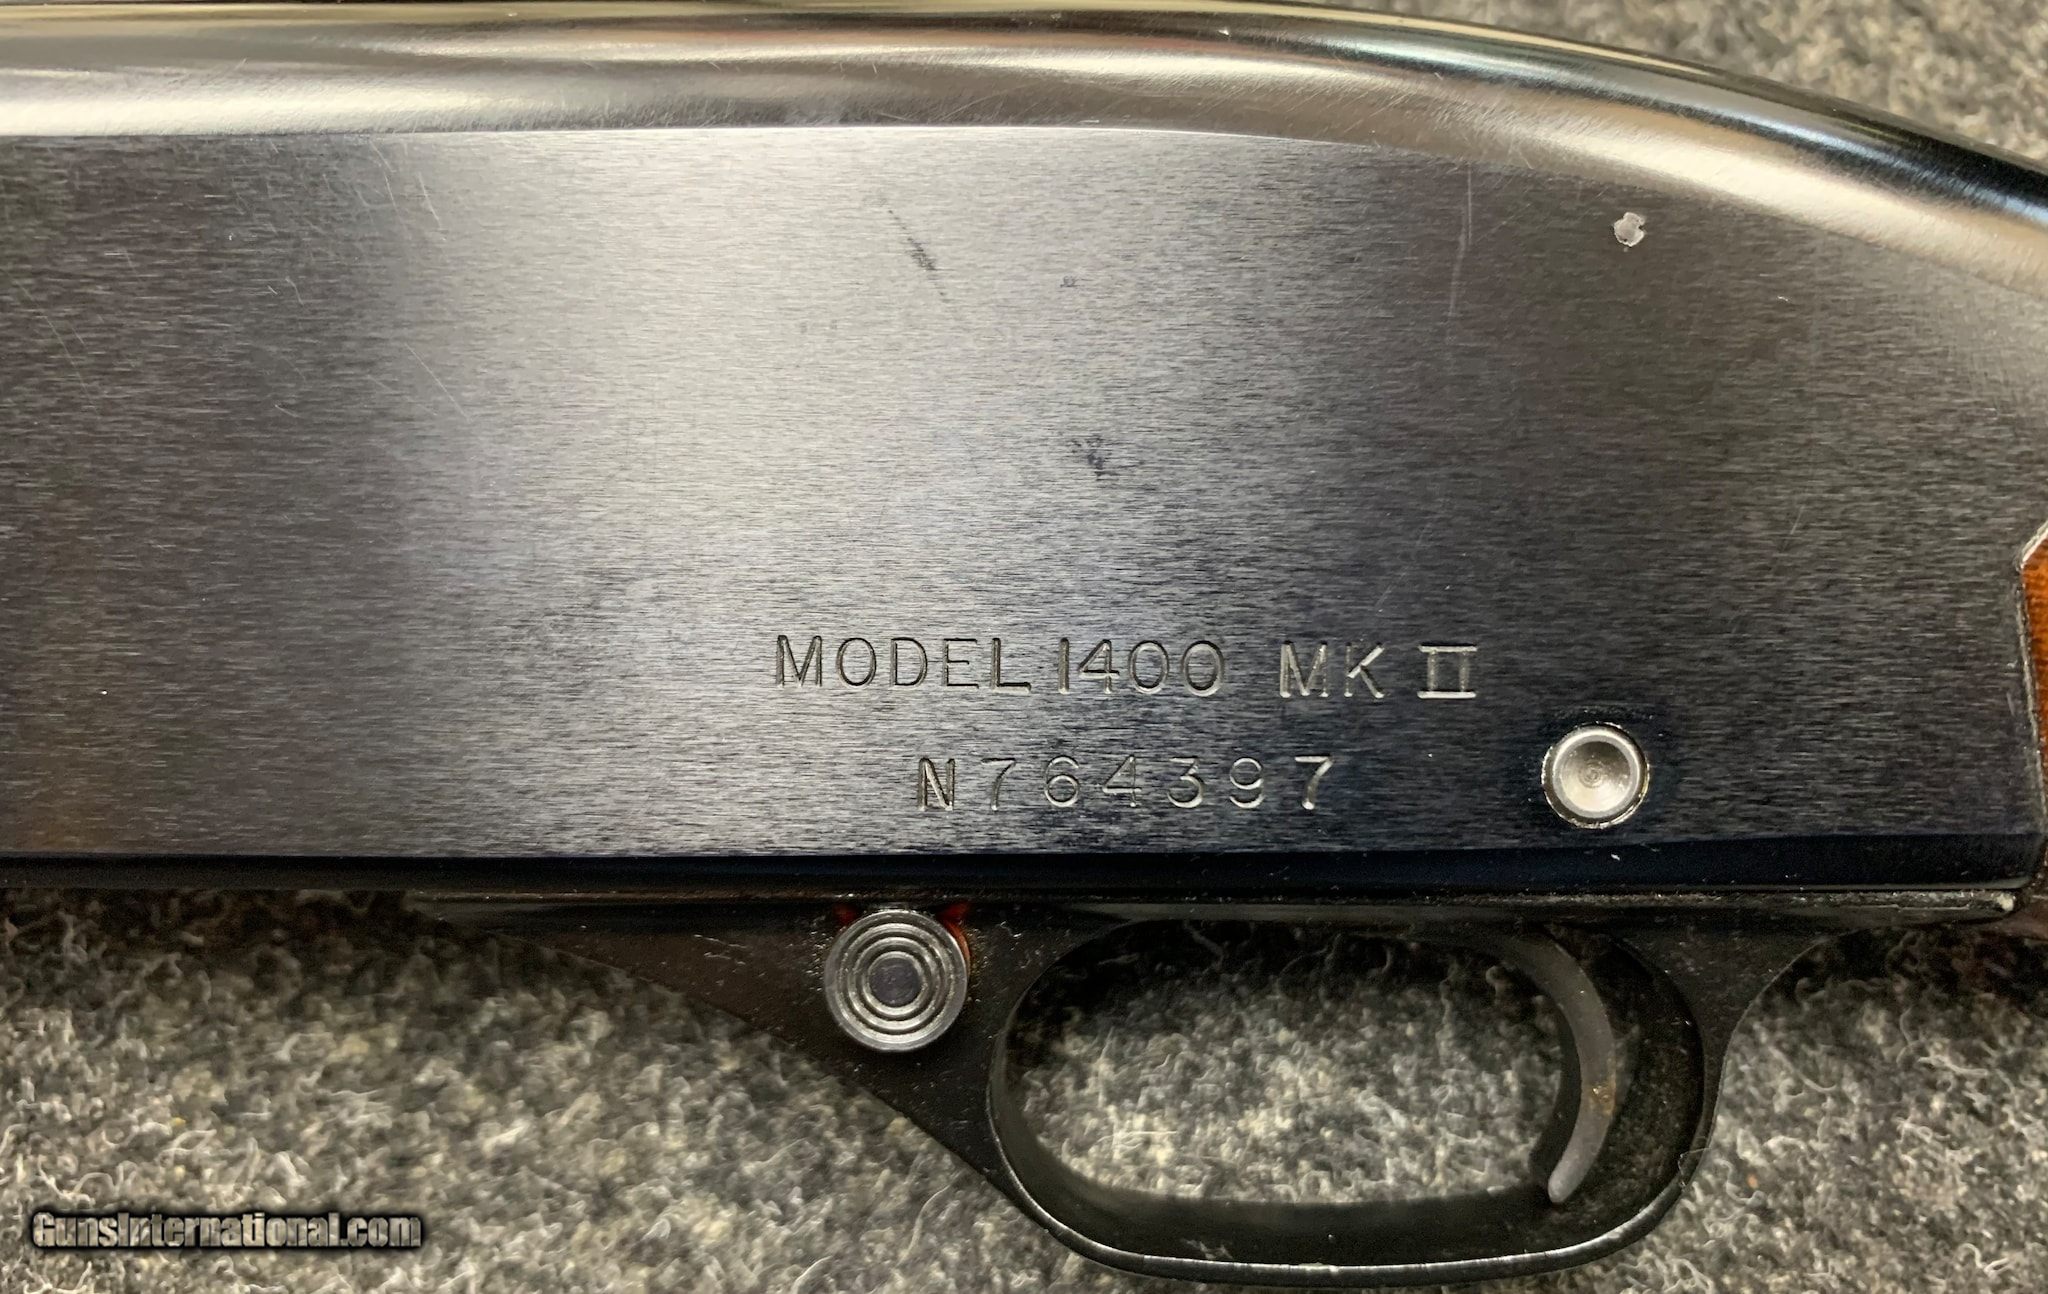 MODEL 1400 MK II
N764397
GunsInternational.com